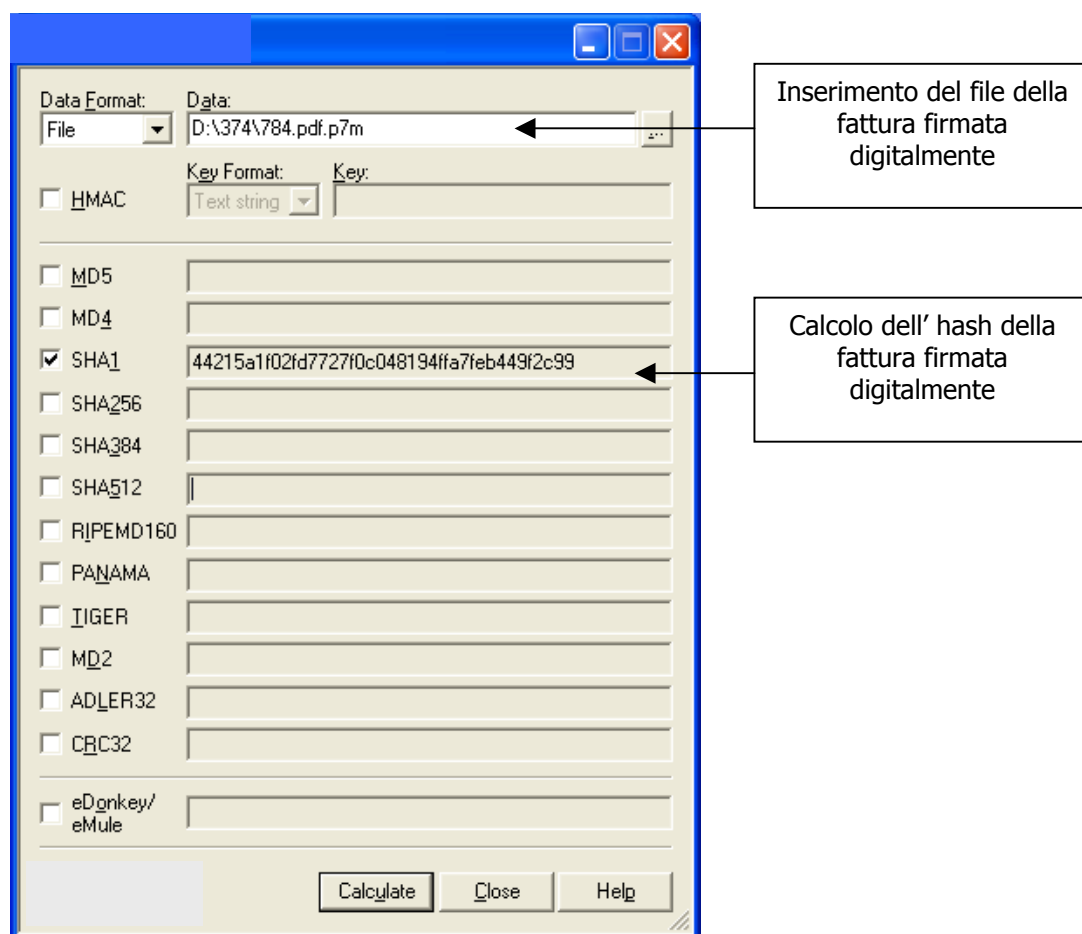 Data Format:
Data:
File
D:\374\784.pdf.p7m
...
HMAC
Key Format:
Key:
Text string
MD5
MD4
SHA1
44215a1f02fd7727f0c048194ffa7feb449f2c99
SHA256
SHA384
SHA512
RIPEMD160
PANAMA
TIGER
MD2
ADLER32
CRC32
eDonkey/
eMule
Calculate
Close
Help
Inserimento del file della
fattura firmata
digitalmente
Calcolo dell’ hash della
fattura firmata
digitalmente